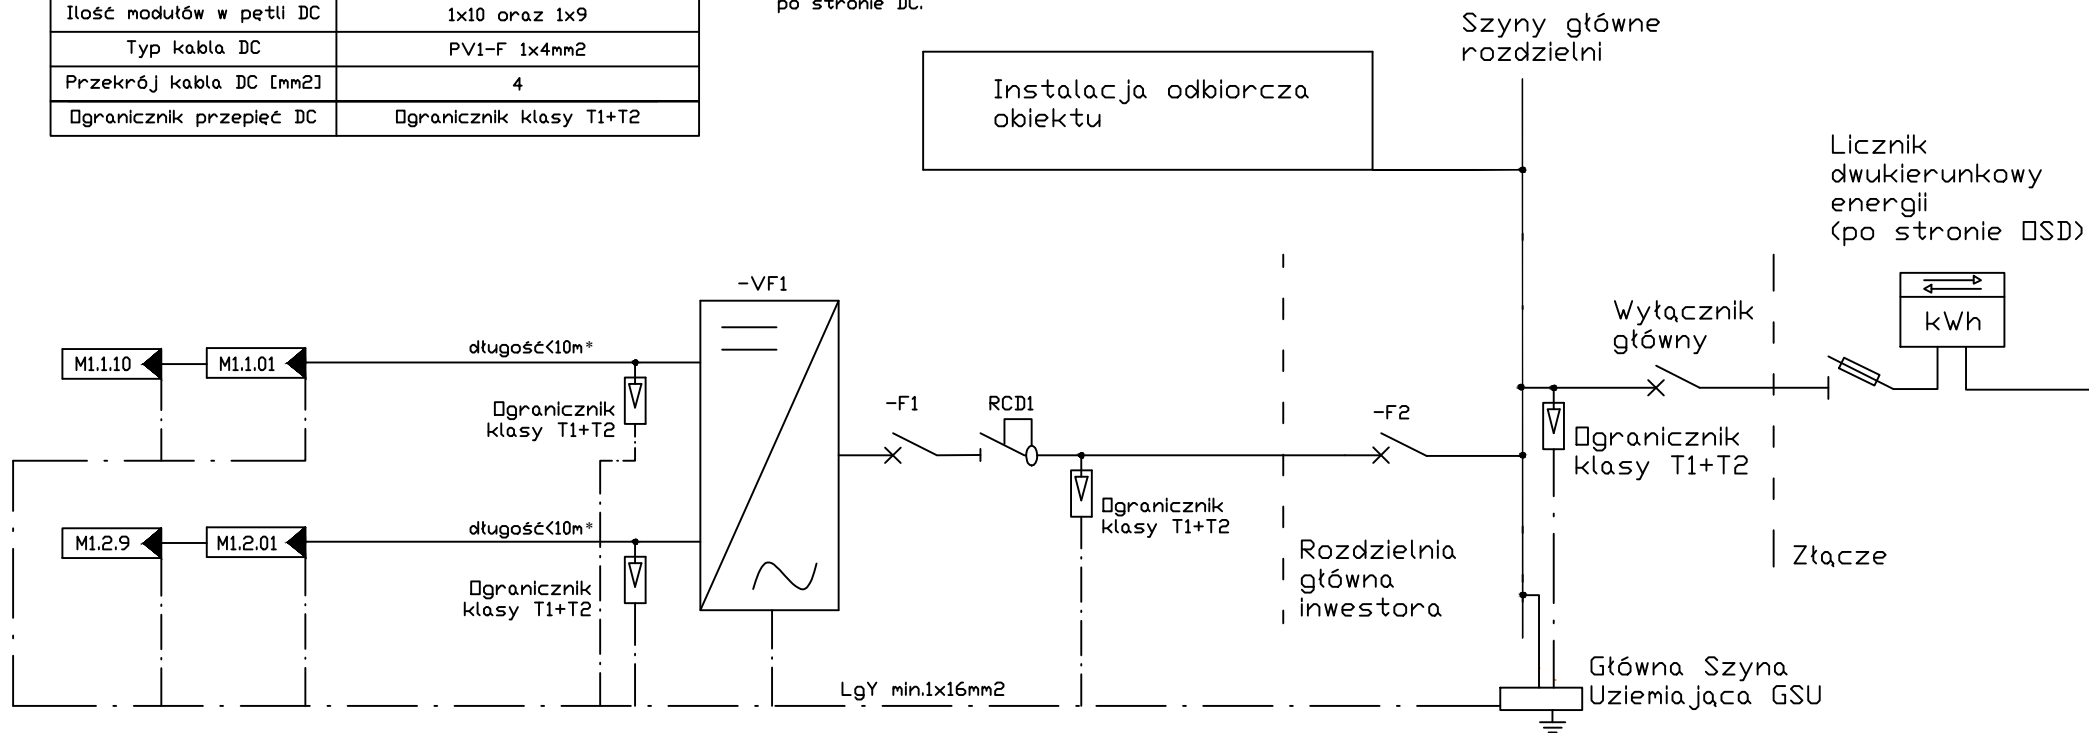 Ilość modułów w pętli DC 1x10 oraz 1x9
Typ kabla DC PV1-F 1x4mm2
Przekrój kabla DC [mm2] 4
Ogranicznik przepięć DC Ogranicznik klasy T1+T2
po stronie DC.
Szyny główne
rozdzielni
Instalacja odbiorcza
obiektu
Licznik
dwukierunkowy
energii
(po stronie OSD)
kWh
Wyłącznik
główny
-VF1
M1.1.10
M1.1.01
długość<10m*
Ogranicznik
klasy T1+T2
-F1
RCD1
-F2
Ogranicznik
klasy T1+T2
Ogranicznik
klasy T1+T2
M1.2.9
M1.2.01
długość<10m*
Ogranicznik
klasy T1+T2
Rozdzielnia
główna
inwestora
Złącze
LgY min.1x16mm2
Główna Szyna
Uziemiająca GSU